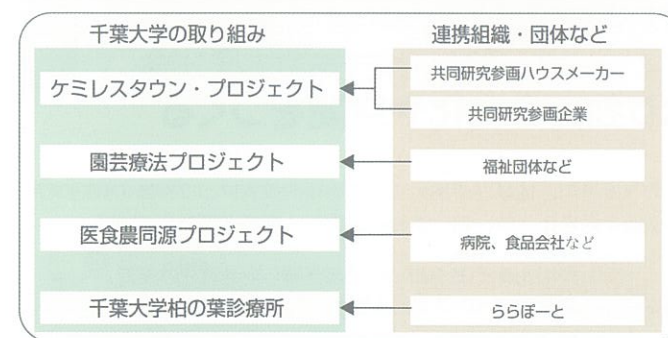 千葉大学の取り組み
ケミレスタウン・プロジェクト
園芸療法プロジェクト
医食農同源プロジェクト
千葉大学柏の葉診療所
連携組織・団体など
共同研究参画ハウスメーカー
共同研究参画企業
福祉団体など
病院、食品会社など
ららぽーと